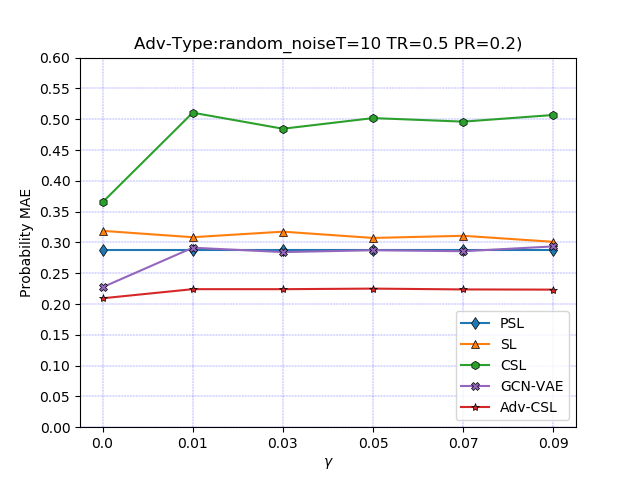 Adv-Type:random_noiseT=10 TR=0.5 PR=0.2)
0.60
0.55
0.50
0.45
0.40
0.35
0.30
0.25
0.20
0.15
0.10
0.05
0.00
Probability MAE
0.0 0.01 0.03 0.05 0.07 0.09
γ
PSL
SL
CSL
GCN-VAE
Adv-CSL